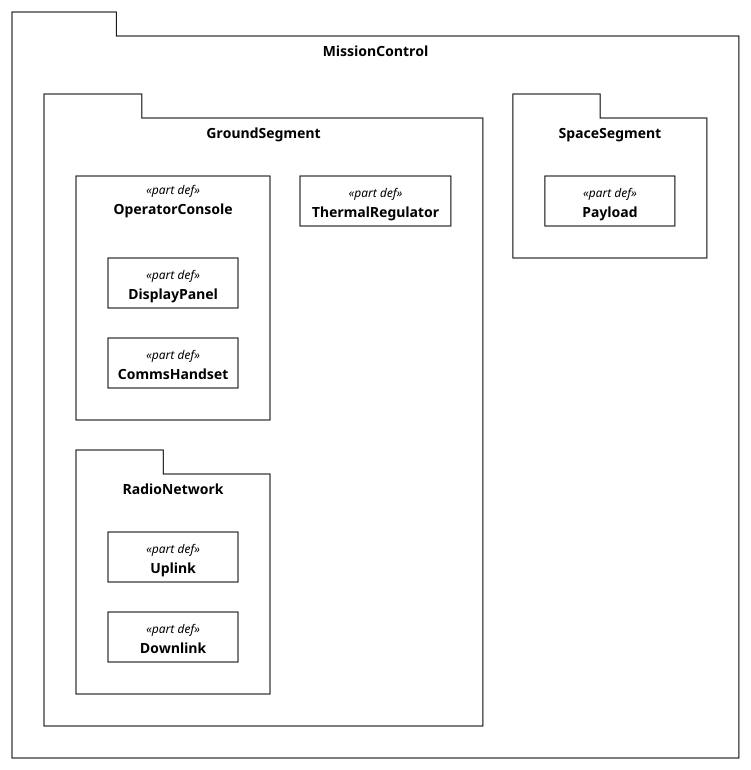 MissionControl
GroundSegment
«part def»
OperatorConsole
«part def»
DisplayPanel
«part def»
CommsHandset
«part def»
ThermalRegulator
RadioNetwork
«part def»
Uplink
«part def»
Downlink
SpaceSegment
«part def»
Payload